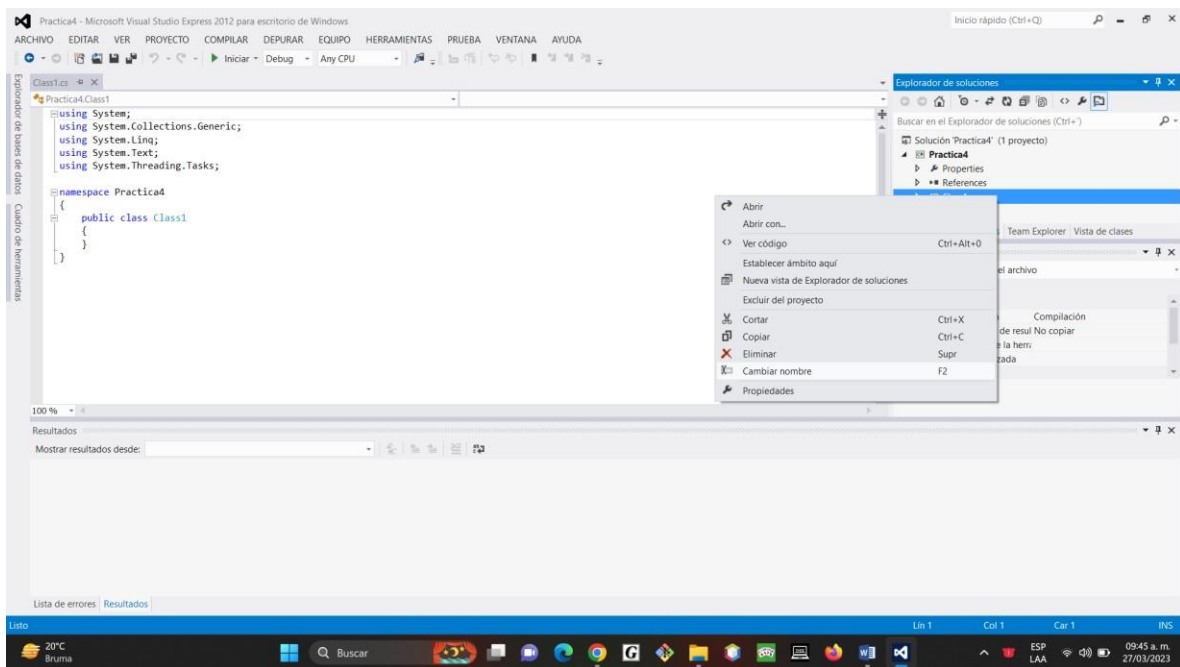 Practica4 - Microsoft Visual Studio Express 2012 para escritorio de Windows
Inicio rápido (Ctrl+Q)
ARCHIVO EDITAR VER PROYECTO COMPILAR DEPURAR EQUIPO HERRAMIENTAS PRUEBA VENTANA AYUDA
Iniciar Debug Any CPU
Explorador de bases de datos
Cuadro de herramientas
Class1.cs
Practica4.Class1
using System;
using System.Collections.Generic;
using System.Linq;
using System.Text;
using System.Threading.Tasks;
namespace Practica4
{
public class Class1
{
}
}
100 %
Explorador de soluciones
Buscar en el Explorador de soluciones (Ctrl+')
Solución 'Practica4' (1 proyecto)
Practica4
Properties
References
Abrir
Abrir con...
Ver código Ctrl+Alt+0
Establecer ámbito aquí
Nueva vista de Explorador de soluciones
Excluir del proyecto
Cortar Ctrl+X
Copiar Ctrl+C
Eliminar Supr
Cambiar nombre F2
Propiedades
Team Explorer Vista de clases
el archivo
Compilación
de resul No copiar
la herra
zada
Resultados
Mostrar resultados desde:
Lista de errores Resultados
Listo
Lín 1 Col 1 Car 1 INS
20°C
Bruma
Buscar
ESP
LAA
09:45 a. m.
27/03/2023